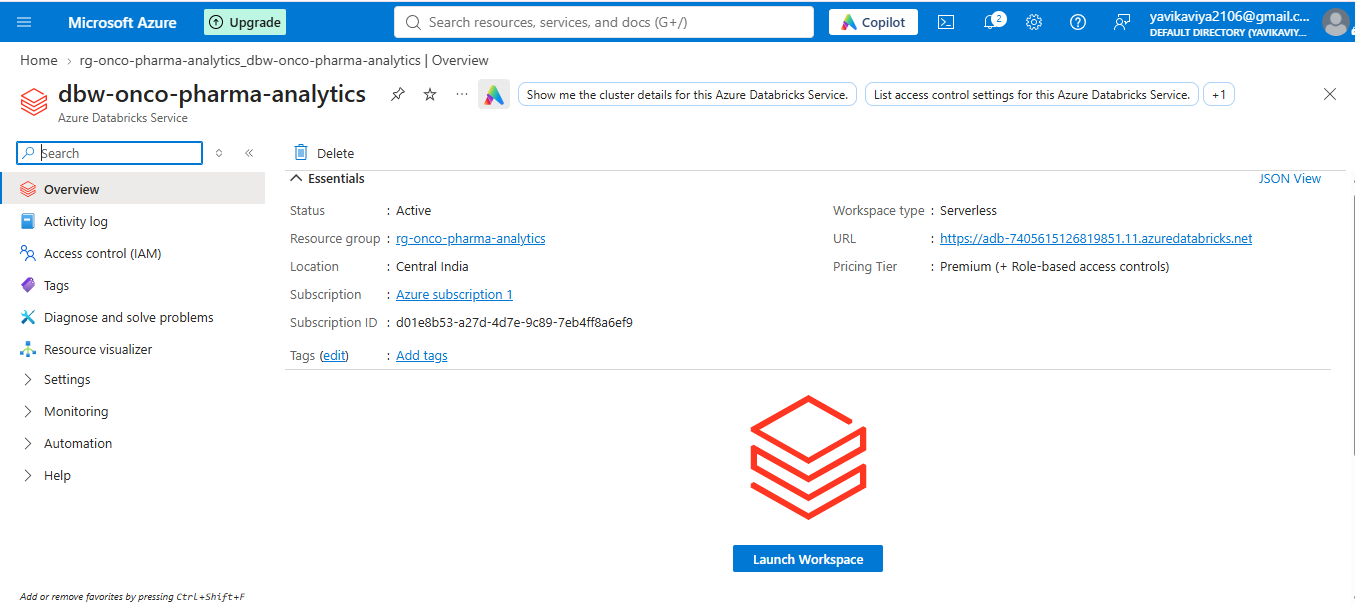 Microsoft Azure
Upgrade
Search resources, services, and docs (G+/)
Copilot
2
yavikaviya2106@gmail.c...
DEFAULT DIRECTORY (YAVIKAVIY...
Home > rg-onco-pharma-analytics_dbw-onco-pharma-analytics | Overview
dbw-onco-pharma-analytics
Azure Databricks Service
Show me the cluster details for this Azure Databricks Service.
List access control settings for this Azure Databricks Service.
+1
Search
Overview
Activity log
Access control (IAM)
Tags
Diagnose and solve problems
Resource visualizer
Settings
Monitoring
Automation
Help
Add or remove favorites by pressing Ctrl+Shift+F
Delete
Essentials
JSON View
Status : Active
Resource group : rg-onco-pharma-analytics
Location : Central India
Subscription : Azure subscription 1
Subscription ID : d01e8b53-a27d-4d7e-9c89-7eb4ff8a6ef9
Tags (edit) : Add tags
Workspace type : Serverless
URL : https://adb-7405615126819851.11.azuredatabricks.net
Pricing Tier : Premium (+ Role-based access controls)
Launch Workspace